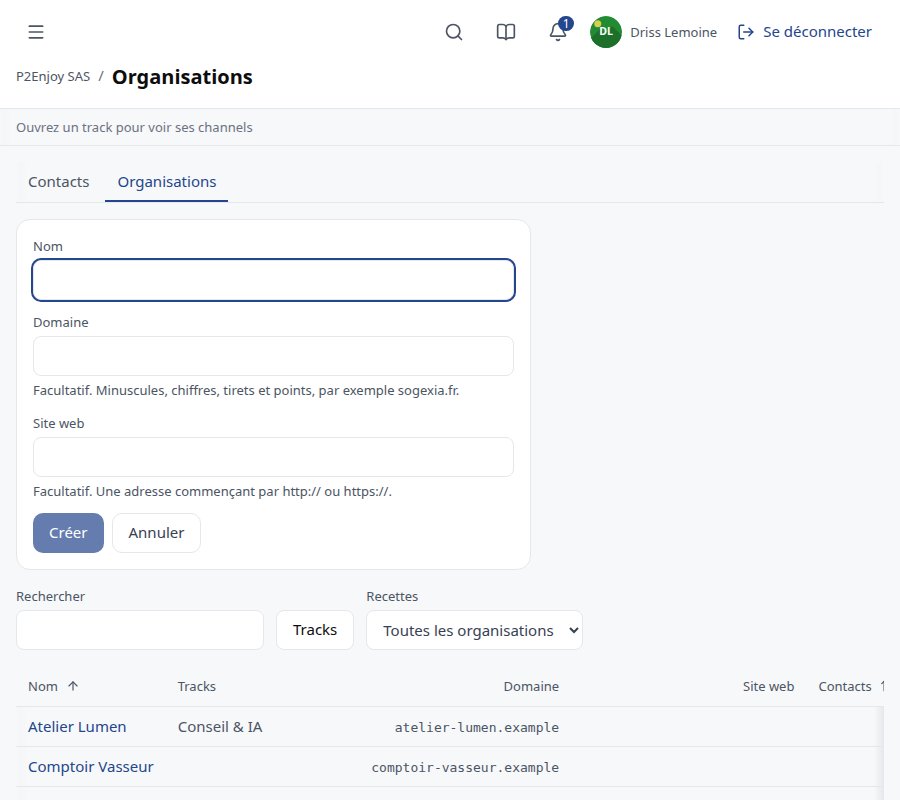 1
DL
Driss Lemoine
Se déconnecter
P2Enjoy SAS / Organisations
Ouvrez un track pour voir ses channels
Contacts
Organisations
Nom
Domaine
Facultatif. Minuscules, chiffres, tirets et points, par exemple sogexia.fr.
Site web
Facultatif. Une adresse commençant par http:// ou https://.
Créer
Annuler
Rechercher
Recettes
Tracks
Toutes les organisations
Nom ↑ Tracks Domaine Site web Contacts ↑
Atelier Lumen Conseil & IA atelier-lumen.example
Comptoir Vasseur comptoir-vasseur.example